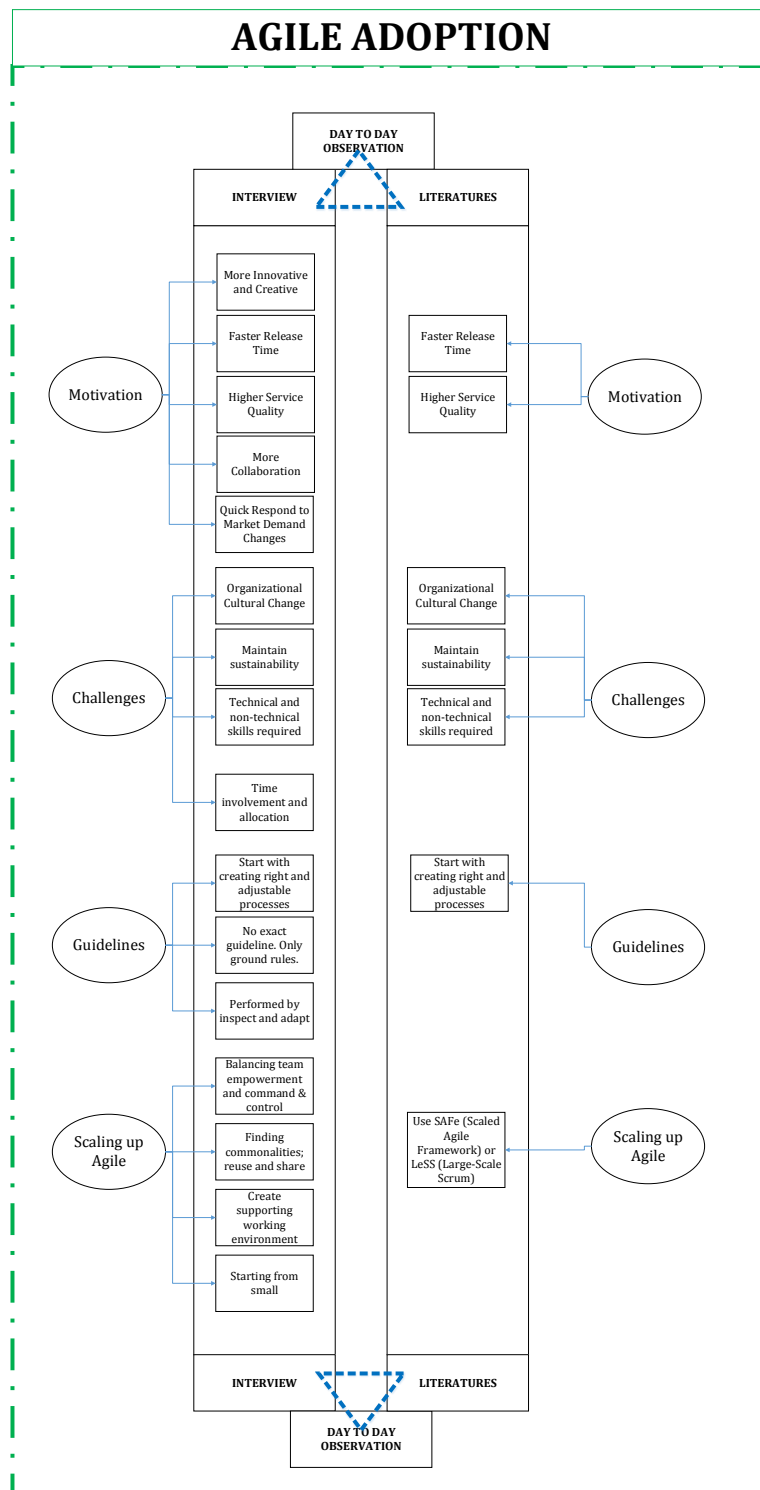 AGILE ADOPTION
DAY TO DAY
OBSERVATION
INTERVIEW
LITERATURES
Motivation
More Innovative
and Creative
Faster Release
Time
Higher Service
Quality
More
Collaboration
Quick Respond to
Market Demand
Changes
Faster Release
Time
Higher Service
Quality
Motivation
Challenges
Organizational
Cultural Change
Maintain
sustainability
Technical and
non-technical
skills required
Time
involvement and
allocation
Organizational
Cultural Change
Maintain
sustainability
Technical and
non-technical
skills required
Challenges
Guidelines
Start with
creating right and
adjustable
processes
No exact
guideline. Only
ground rules.
Performed by
inspect and adapt
Start with
creating right and
adjustable
processes
Guidelines
Scaling up
Agile
Balancing team
empowerment
and command &
control
Finding
commonalities;
reuse and share
Create
supporting
working
environment
Starting from
small
Use SAFe (Scaled
Agile
Framework) or
LeSS (Large-Scale
Scrum)
Scaling up
Agile
INTERVIEW
LITERATURES
DAY TO DAY
OBSERVATION